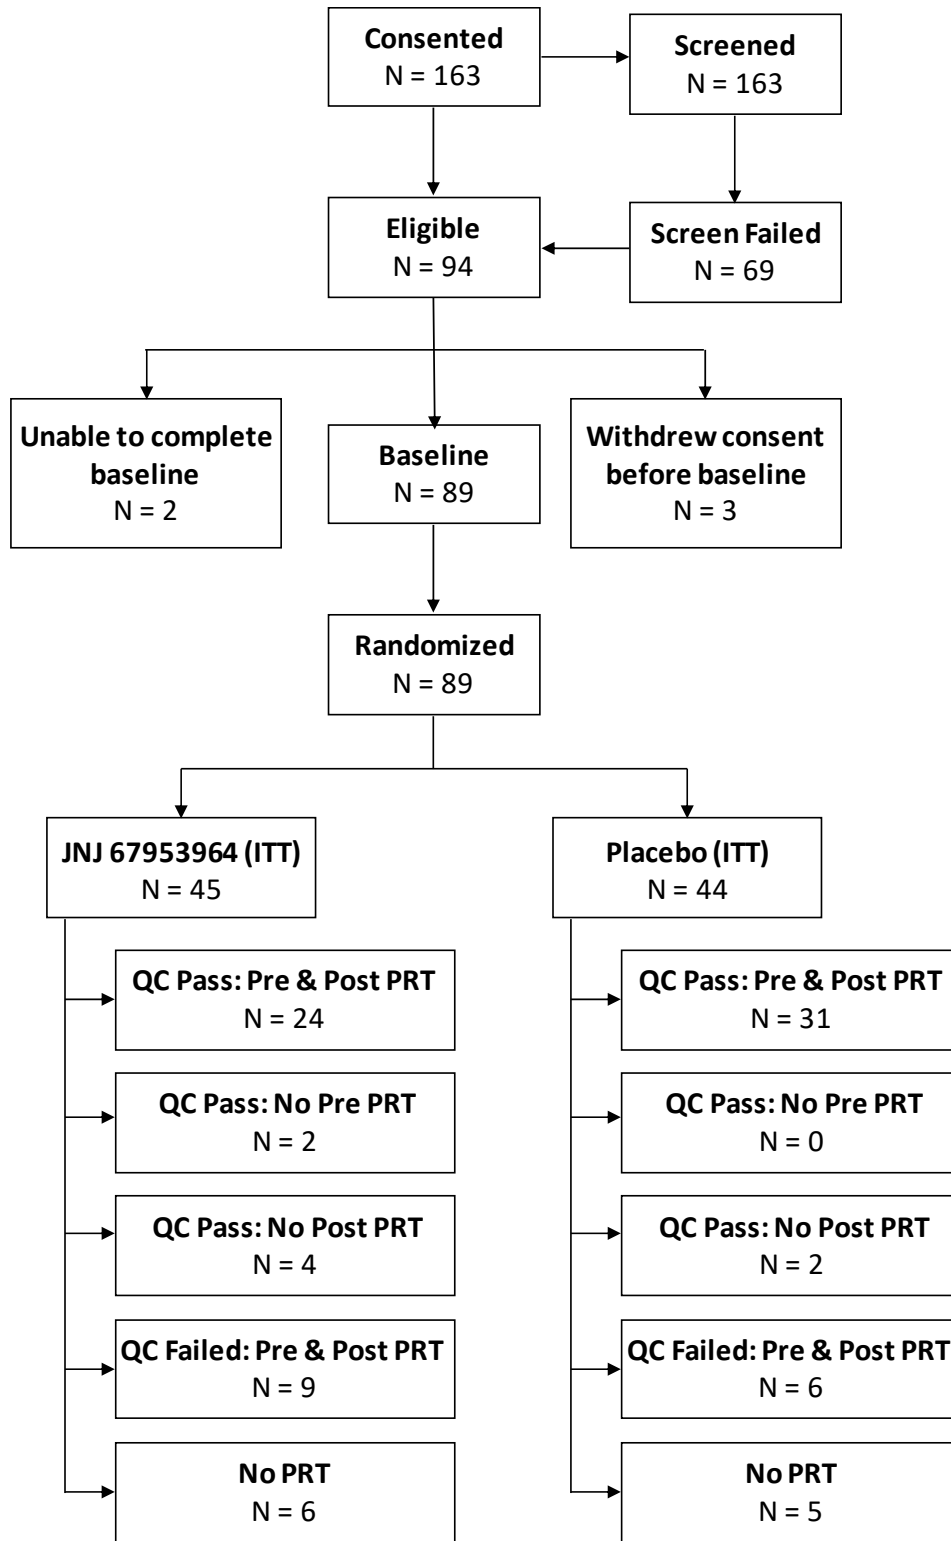 Consented
N = 163
Screened
N = 163
Eligible
N = 94
Screen Failed
N = 69
Unable to complete
baseline
N = 2
Baseline
N = 89
Withdrew consent
before baseline
N = 3
Randomized
N = 89
JNJ 67953964 (ITT)
N = 45
Placebo (ITT)
N = 44
QC Pass: Pre & Post PRT
N = 24
QC Pass: No Pre PRT
N = 2
QC Pass: No Post PRT
N = 4
QC Failed: Pre & Post PRT
N = 9
No PRT
N = 6
QC Pass: Pre & Post PRT
N = 31
QC Pass: No Pre PRT
N = 0
QC Pass: No Post PRT
N = 2
QC Failed: Pre & Post PRT
N = 6
No PRT
N = 5